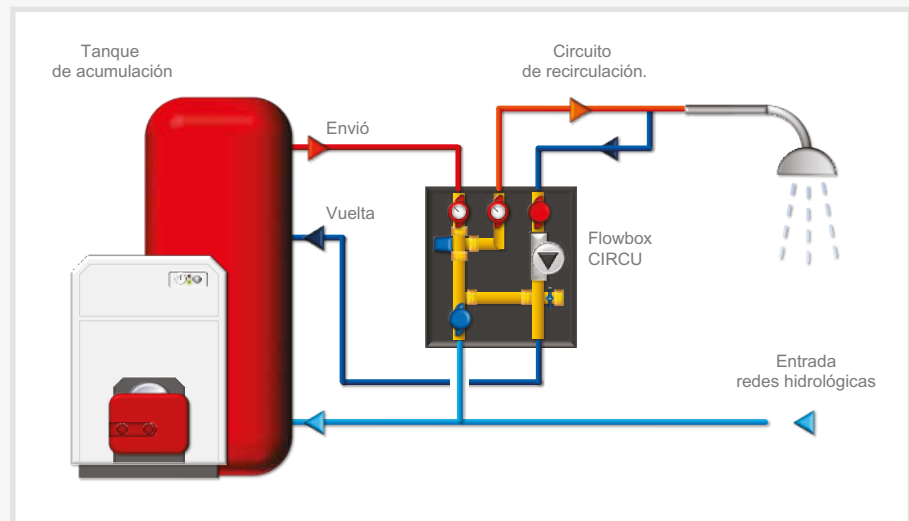 Tanque
de acumulación
Circuito
de recirculación.
Envió
Vuelta
Flowbox
CIRCU
Entrada
redes hidrológicas